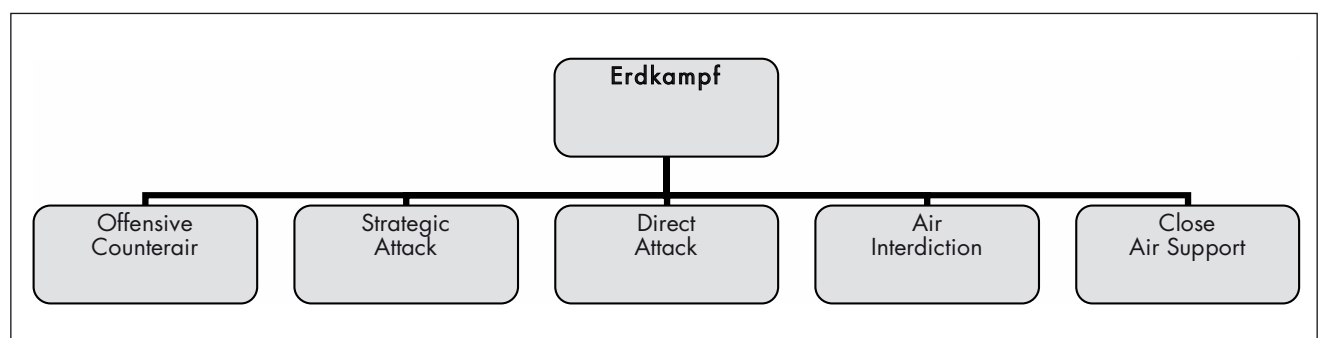 Erdkampf
Offensive
Counterair
Strategic
Attack
Direct
Attack
Air
Interdiction
Close
Air Support